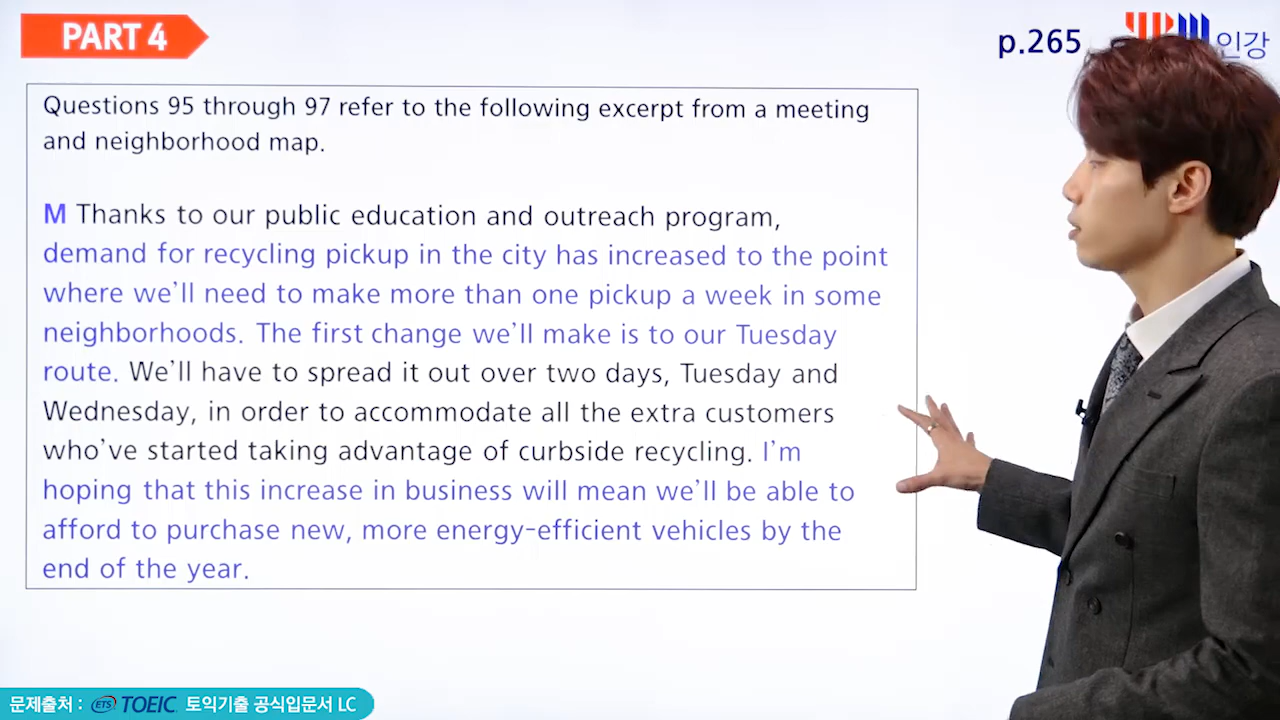 PART 4
p.265
인강
Questions 95 through 97 refer to the following excerpt from a meeting
and neighborhood map.
M Thanks to our public education and outreach program,
demand for recycling pickup in the city has increased to the point
where we'll need to make more than one pickup a week in some
neighborhoods. The first change we'll make is to our Tuesday
route. We'll have to spread it out over two days, Tuesday and
Wednesday, in order to accommodate all the extra customers
who've started taking advantage of curbside recycling. I'm
hoping that this increase in business will mean we'll be able to
afford to purchase new, more energy-efficient vehicles by the
end of the year.
문제출처 : ETS TOEIC 토익기출 공식입문서 LC